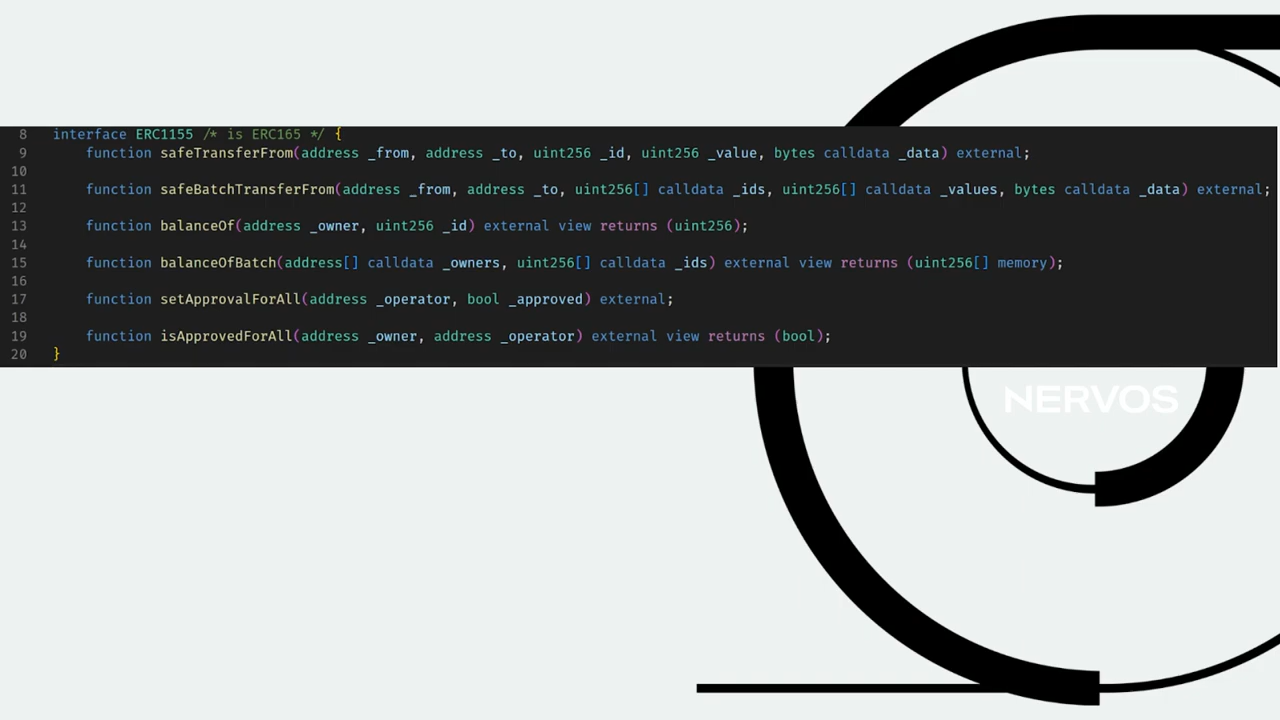 8 interface ERC1155 /* is ERC165 */ {
9 function safeTransferFrom(address _from, address _to, uint256 _id, uint256 _value, bytes calldata _data) external;
10
11 function safeBatchTransferFrom(address _from, address _to, uint256[] calldata _ids, uint256[] calldata _values, bytes calldata _data) external;
12
13 function balanceOf(address _owner, uint256 _id) external view returns (uint256);
14
15 function balanceOfBatch(address[] calldata _owners, uint256[] calldata _ids) external view returns (uint256[] memory);
16
17 function setApprovalForAll(address _operator, bool _approved) external;
18
19 function isApprovedForAll(address _owner, address _operator) external view returns (bool);
20 }
NERVOS